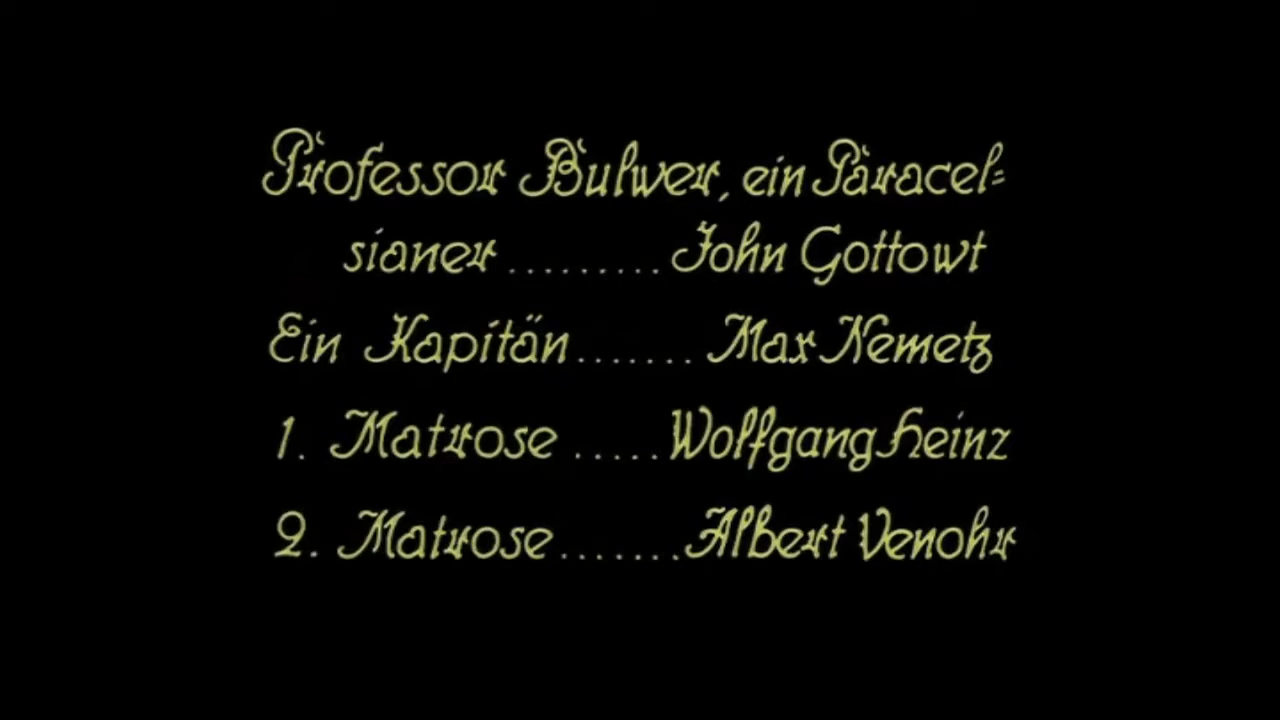 Professor Bulwer, ein Paracel=
sianer ......... John Gottowt
Ein Kapitän ....... Max Nemetz
1. Matrose ..... Wolfgang Heinz
2. Matrose ....... Albert Venohr